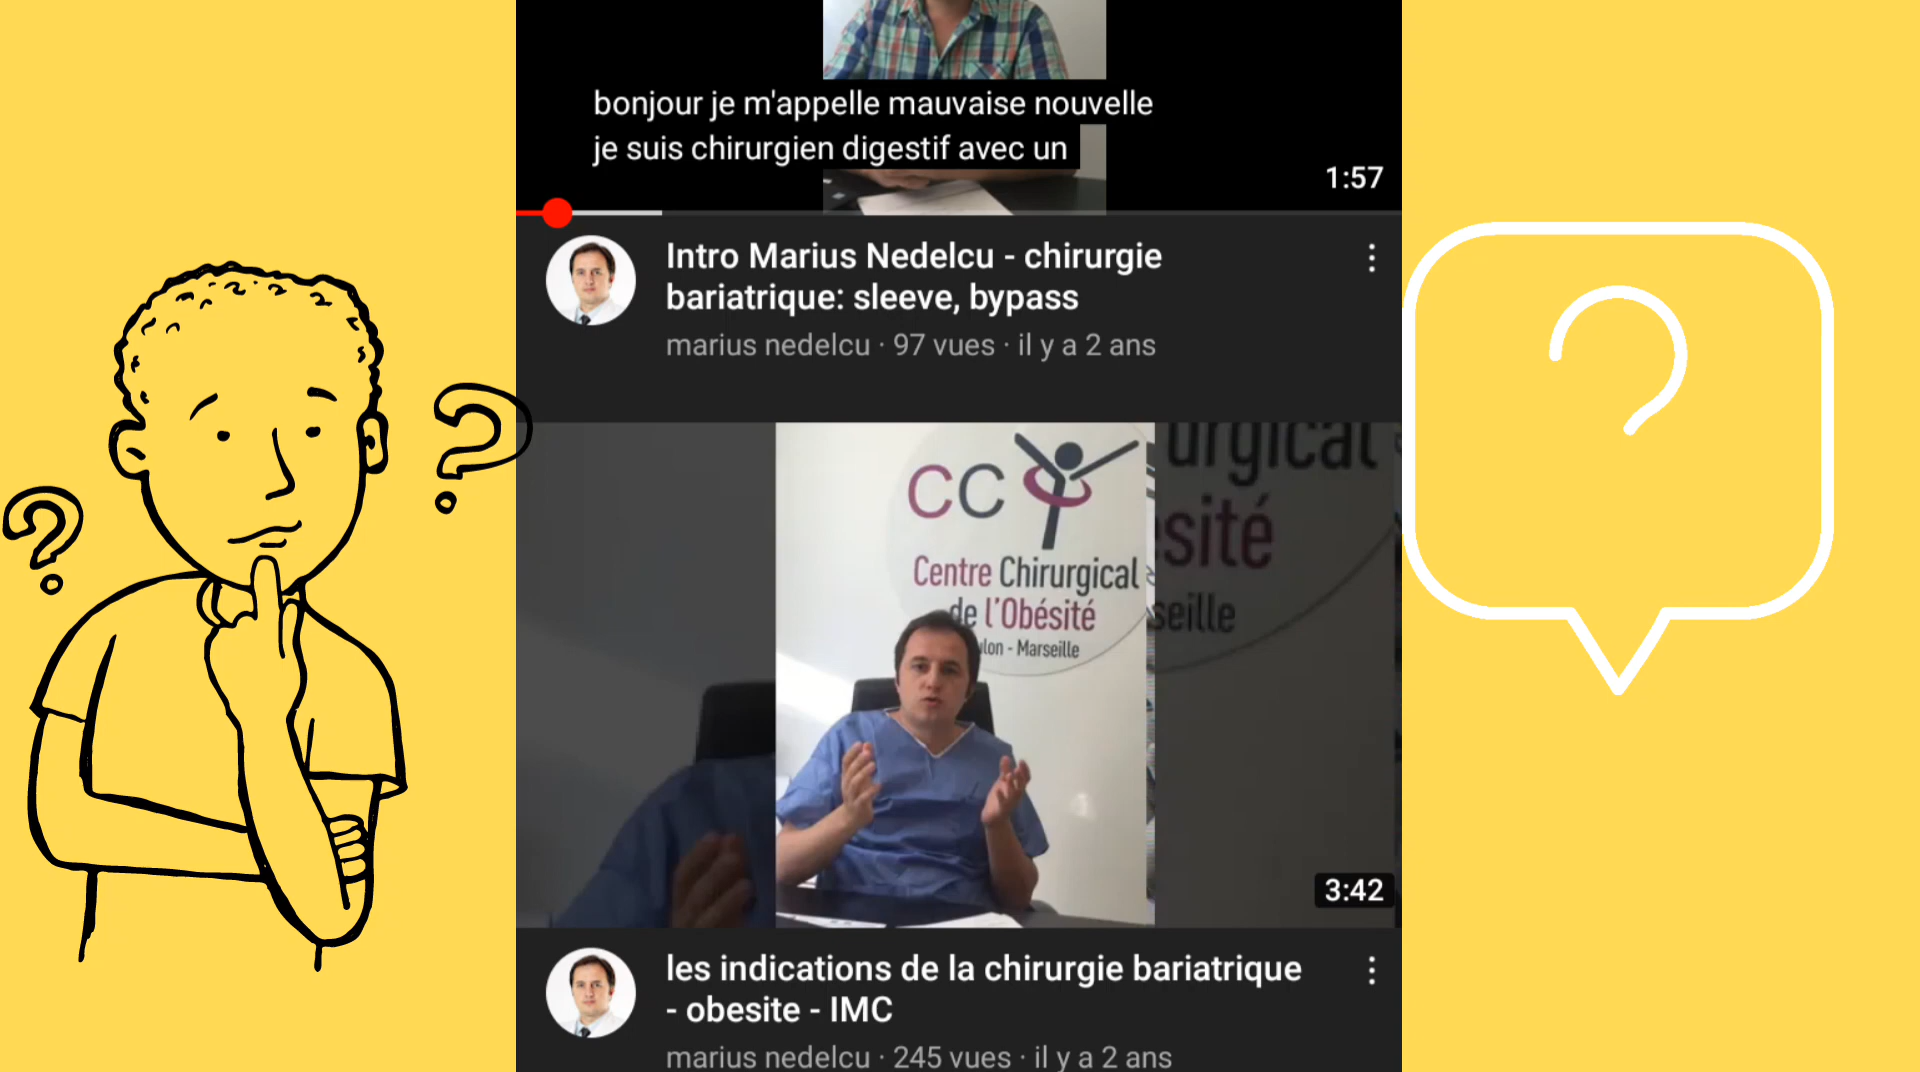 bonjour je m'appelle mauvaise nouvelle
je suis chirurgien digestif avec un
1:57
Intro Marius Nedelcu - chirurgie
bariatrique: sleeve, bypass
marius nedelcu · 97 vues · il y a 2 ans
CC
Centre Chirurgical
de l'Obésité
- Marseille
3:42
les indications de la chirurgie bariatrique
- obesite - IMC
marius nedelcu · 245 vues · il y a 2 ans
?
?
?